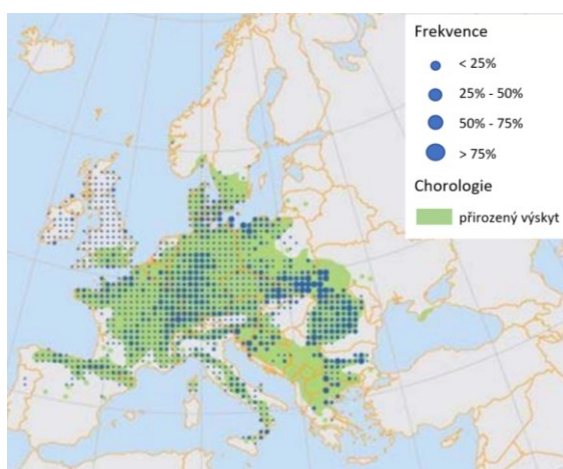 Frekvence
< 25%
25% - 50%
50% - 75%
> 75%
Chorologie
přirozený výskyt